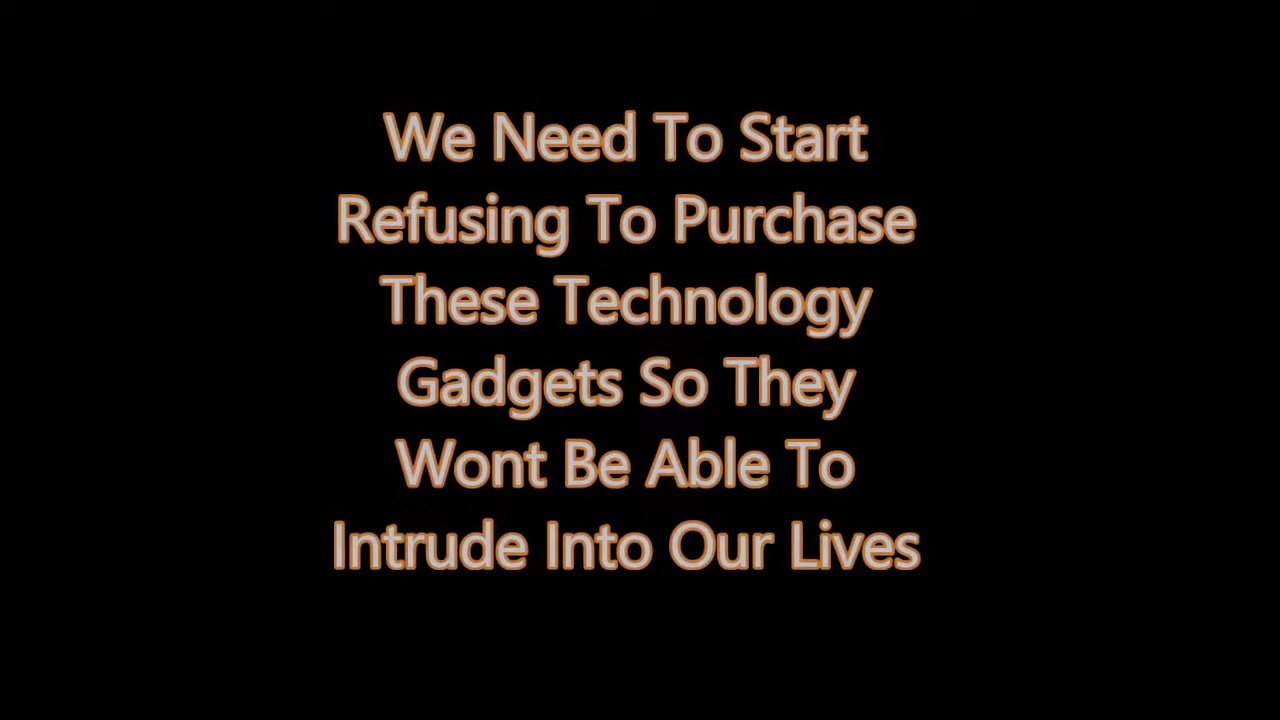 We Need To Start
Refusing To Purchase
These Technology
Gadgets So They
Wont Be Able To
Intrude Into Our Lives